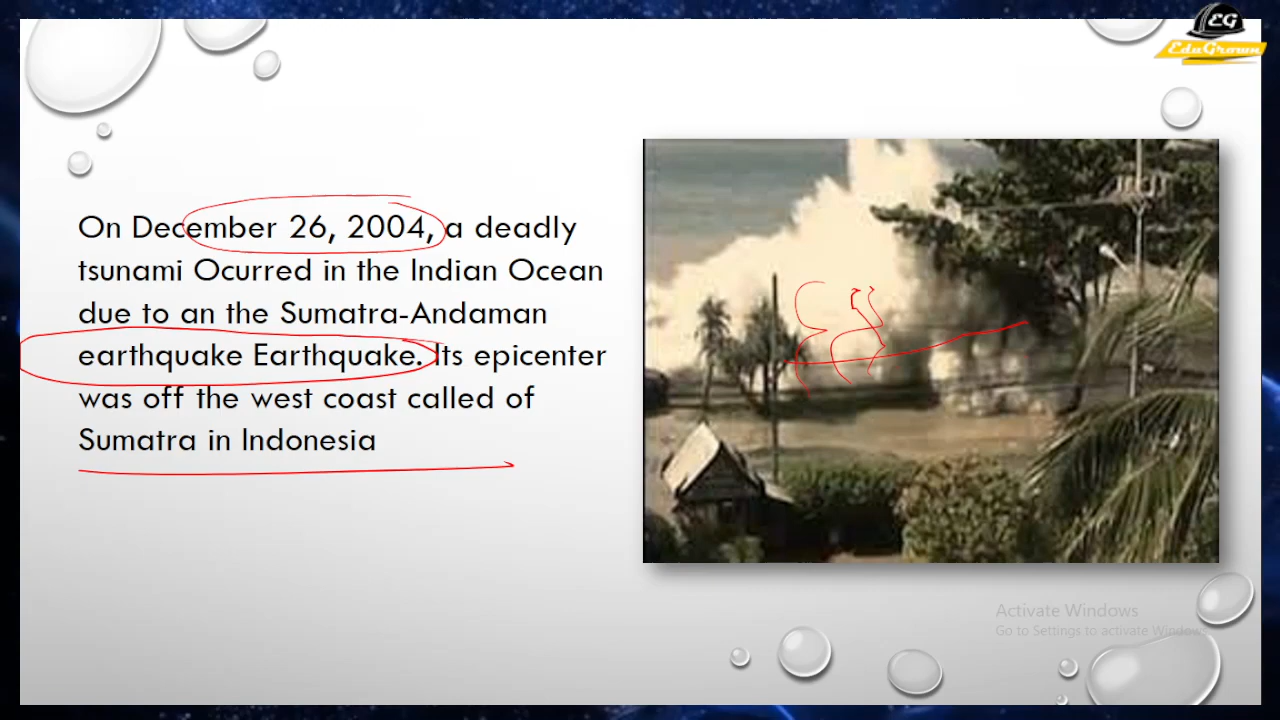 EG
EduGrown
On December 26, 2004, a deadly
tsunami Ocurred in the Indian Ocean
due to an the Sumatra-Andaman
earthquake Earthquake. Its epicenter
was off the west coast called of
Sumatra in Indonesia
Activate Windows
Go to Settings to activate Windows.